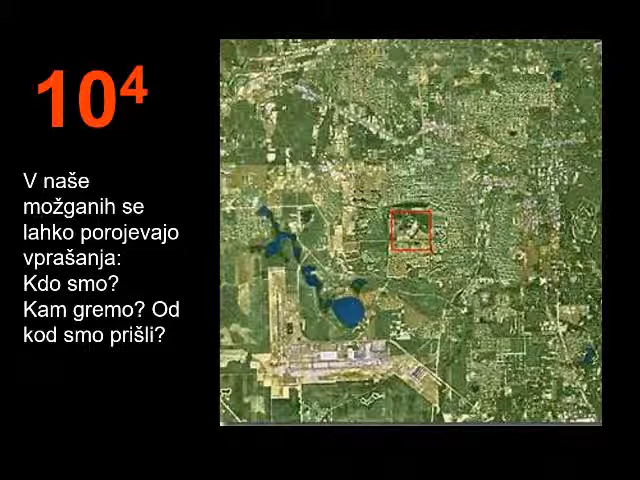 10⁴
V naše
možganih se
lahko porojevajo
vprašanja:
Kdo smo?
Kam gremo? Od
kod smo prišli?